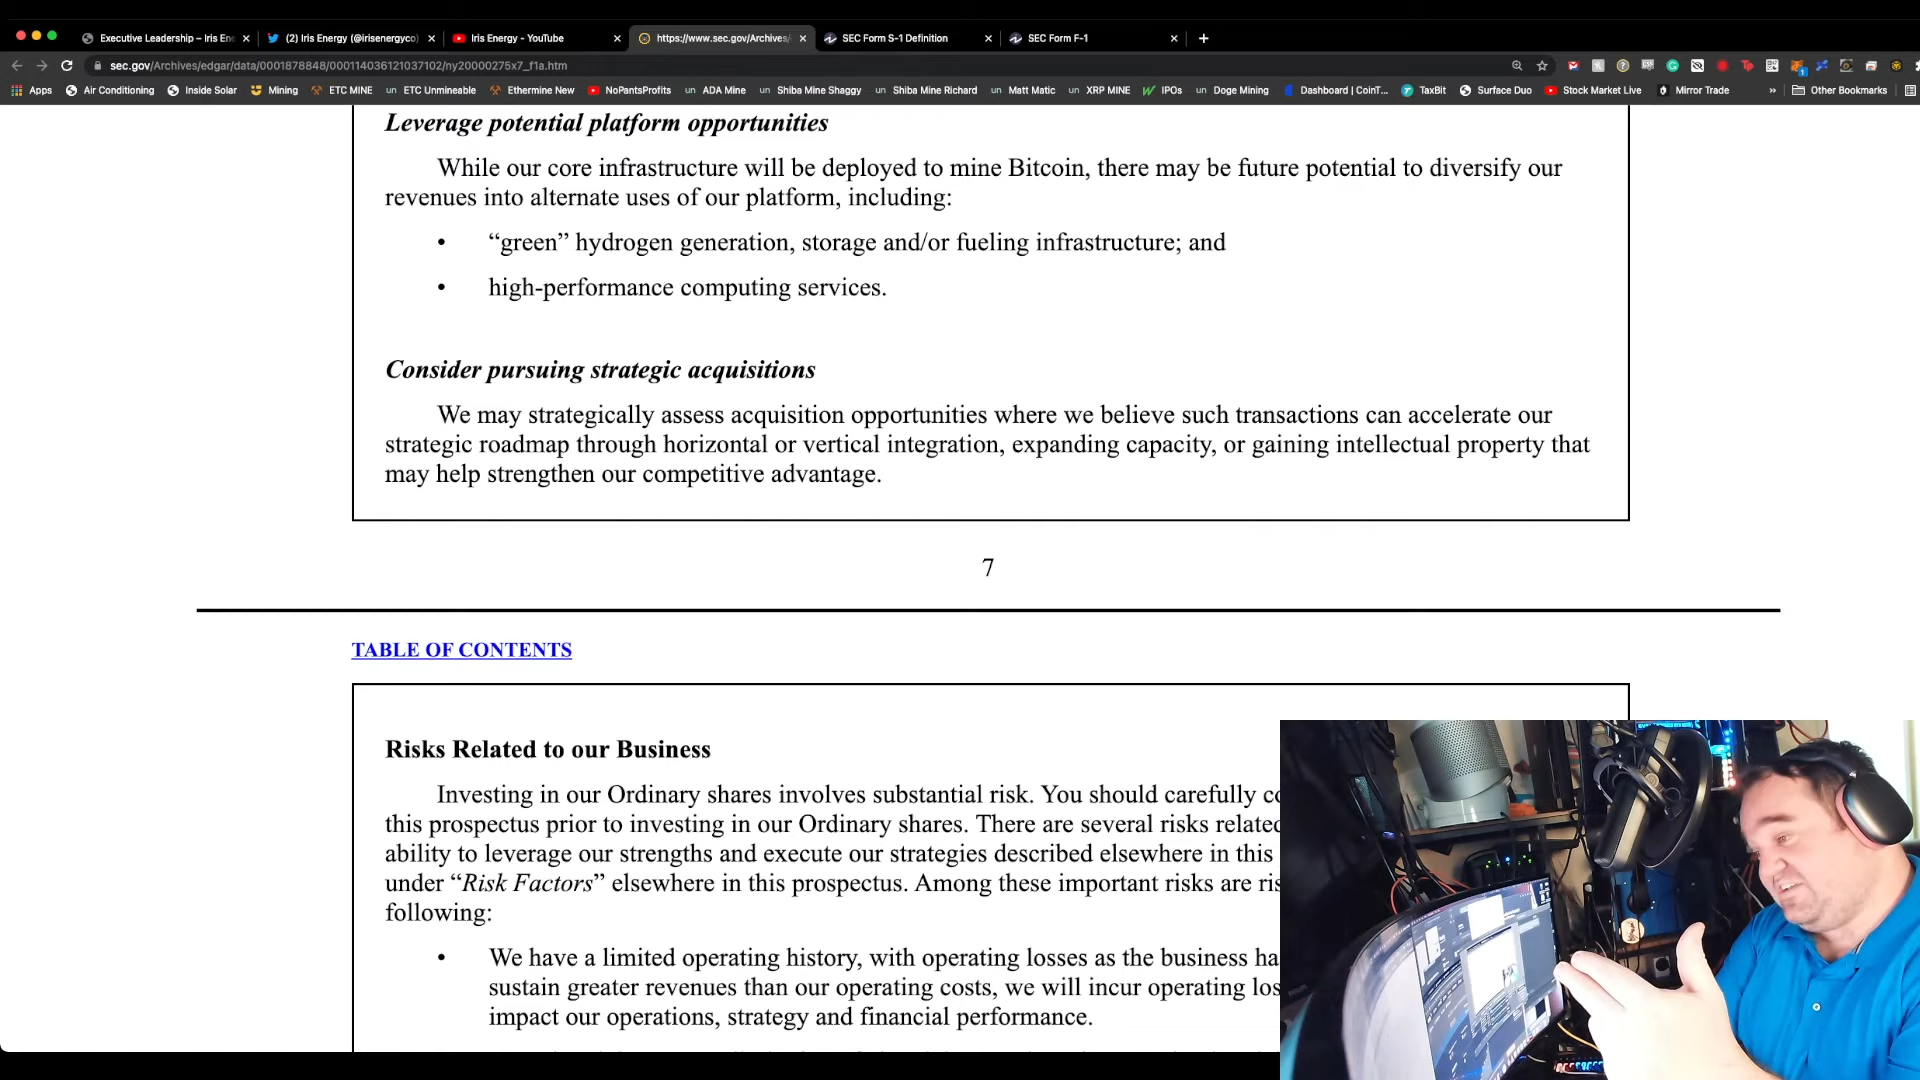 Executive Leadership – Iris En
(2) Iris Energy (@irisenergyco)
Iris Energy - YouTube
https://www.sec.gov/Archives/
SEC Form S-1 Definition
SEC Form F-1
sec.gov/Archives/edgar/data/0001878848/000114036121037102/ny20000275x7_f1a.htm
Apps
Air Conditioning
Inside Solar
Mining
ETC MINE
ETC Unmineable
Ethermine New
NoPantsProfits
ADA Mine
Shiba Mine Shaggy
Shiba Mine Richard
Matt Matic
XRP MINE
IPOs
Doge Mining
Dashboard | CoinT...
TaxBit
Surface Duo
Stock Market Live
Mirror Trade
»
Other Bookmarks
Leverage potential platform opportunities
While our core infrastructure will be deployed to mine Bitcoin, there may be future potential to diversify our
revenues into alternate uses of our platform, including:
• “green” hydrogen generation, storage and/or fueling infrastructure; and
• high-performance computing services.
Consider pursuing strategic acquisitions
We may strategically assess acquisition opportunities where we believe such transactions can accelerate our
strategic roadmap through horizontal or vertical integration, expanding capacity, or gaining intellectual property that
may help strengthen our competitive advantage.
7
TABLE OF CONTENTS
Risks Related to our Business
Investing in our Ordinary shares involves substantial risk. You should carefully co
this prospectus prior to investing in our Ordinary shares. There are several risks related
ability to leverage our strengths and execute our strategies described elsewhere in this
under “Risk Factors” elsewhere in this prospectus. Among these important risks are ris
following:
• We have a limited operating history, with operating losses as the business ha
sustain greater revenues than our operating costs, we will incur operating los
impact our operations, strategy and financial performance.